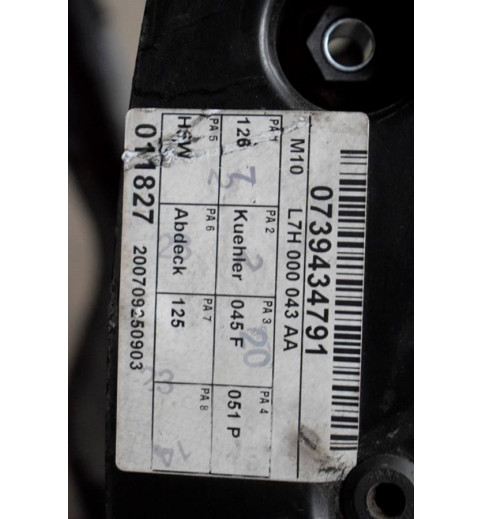 0739434791
M10 L7H 000 043 AA
PA 1 PA 2 PA 3 PA 4
126 Kuehler 045 F 051 P
PA 5 PA 6 PA 7 PA 8
HSW Abdeck 125
011827 200709250903